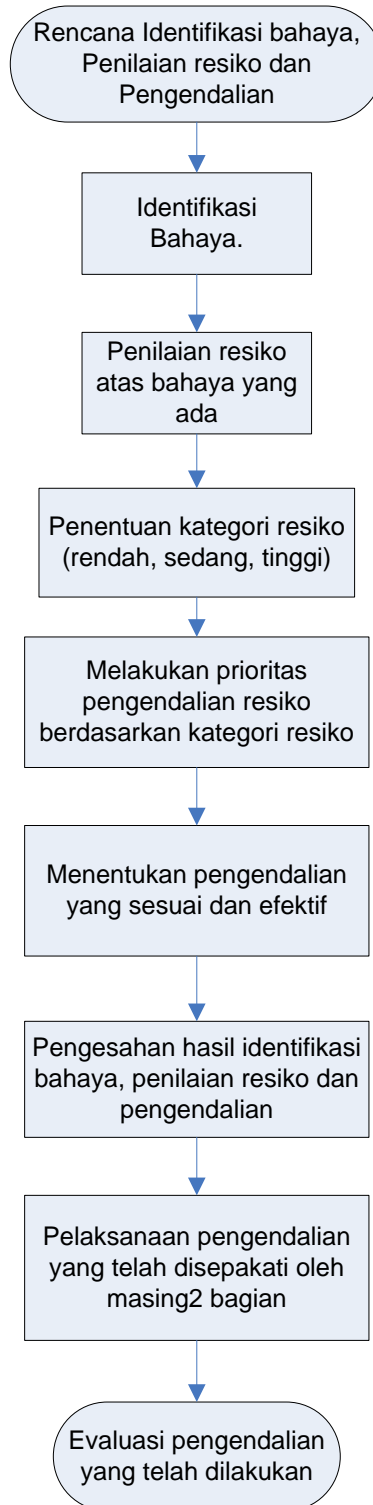 Rencana Identifikasi bahaya,
Penilaian resiko dan
Pengendalian
Identifikasi
Bahaya.
Penilaian resiko
atas bahaya yang
ada
Penentuan kategori resiko
(rendah, sedang, tinggi)
Melakukan prioritas
pengendalian resiko
berdasarkan kategori resiko
Menentukan pengendalian
yang sesuai dan efektif
Pengesahan hasil identifikasi
bahaya, penilaian resiko dan
pengendalian
Pelaksanaan pengendalian
yang telah disepakati oleh
masing2 bagian
Evaluasi pengendalian
yang telah dilakukan